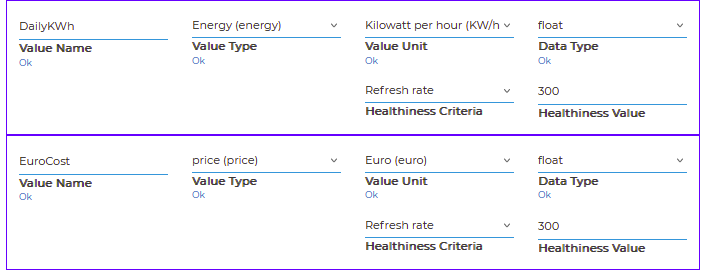 DailyKWh Energy (energy) Kilowatt per hour (KW/h float
Value Name Value Type Value Unit Data Type
Ok Ok Ok Ok
Refresh rate 300
Healthiness Criteria Healthiness Value
EuroCost price (price) Euro (euro) float
Value Name Value Type Value Unit Data Type
Ok Ok Ok Ok
Refresh rate 300
Healthiness Criteria Healthiness Value